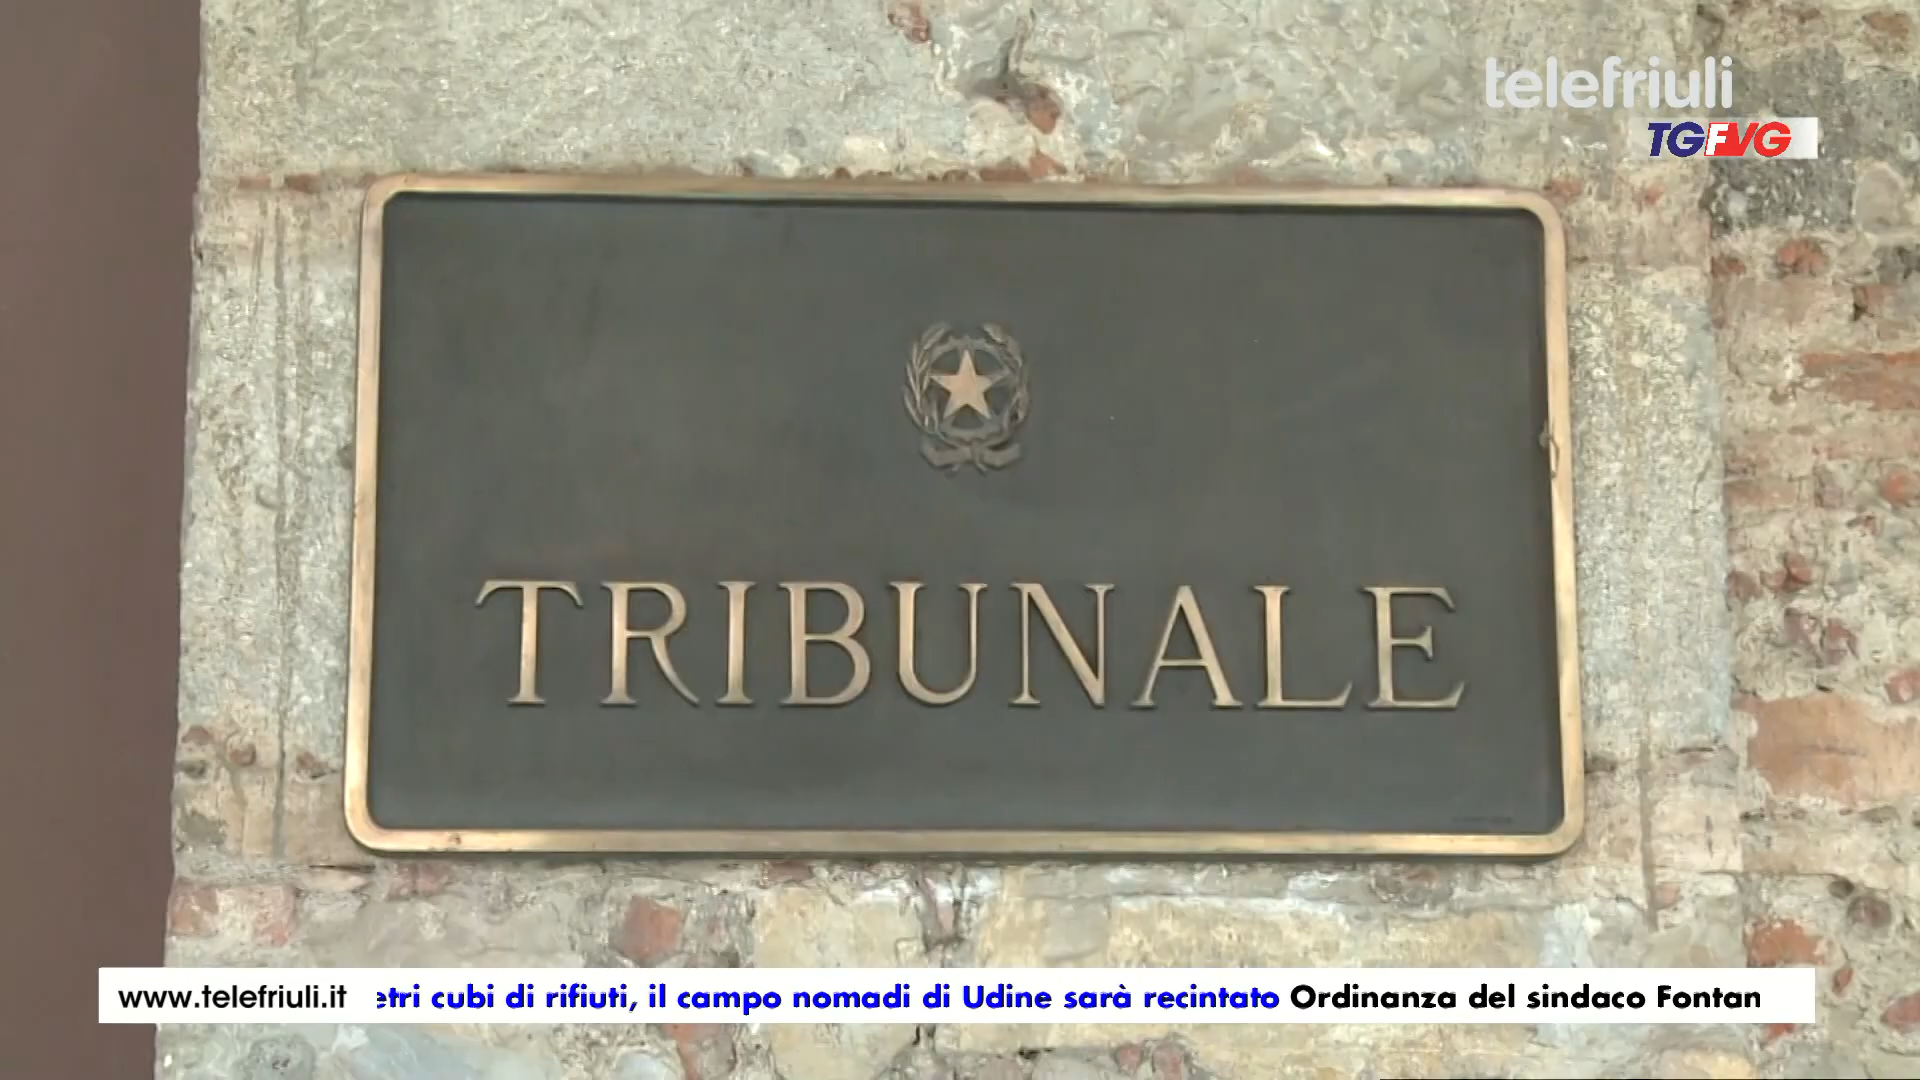 telefriuli
TGFVG
TRIBUNALE
www.telefriuli.it etri cubi di rifiuti, il campo nomadi di Udine sarà recintato Ordinanza del sindaco Fontan